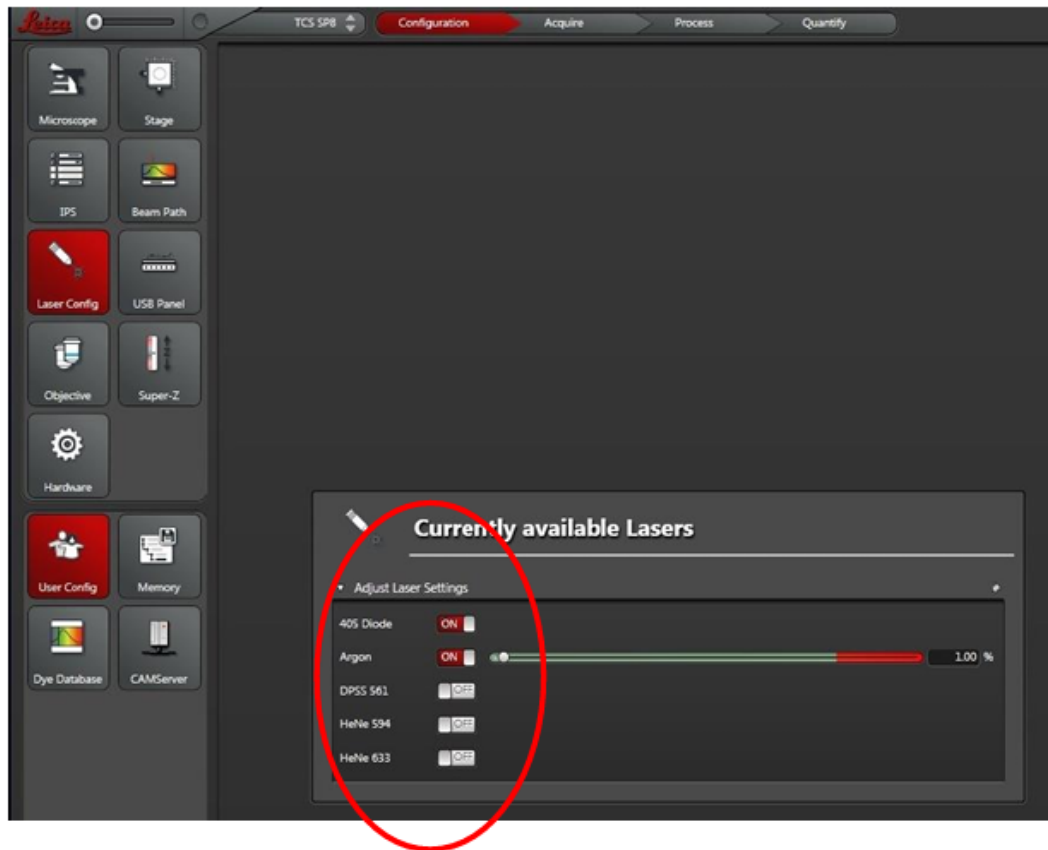 Leica
TCS SP8 Configuration Acquire Process Quantify
Microscope Stage
IPS Beam Path
Laser Config USB Panel
Objective Super-Z
Hardware
User Config Memory
Dye Database CAMServer
Currently available Lasers
Adjust Laser Settings
405 Diode ON
Argon ON 1.00 %
DPSS 561 OFF
HeNe 594 OFF
HeNe 633 OFF